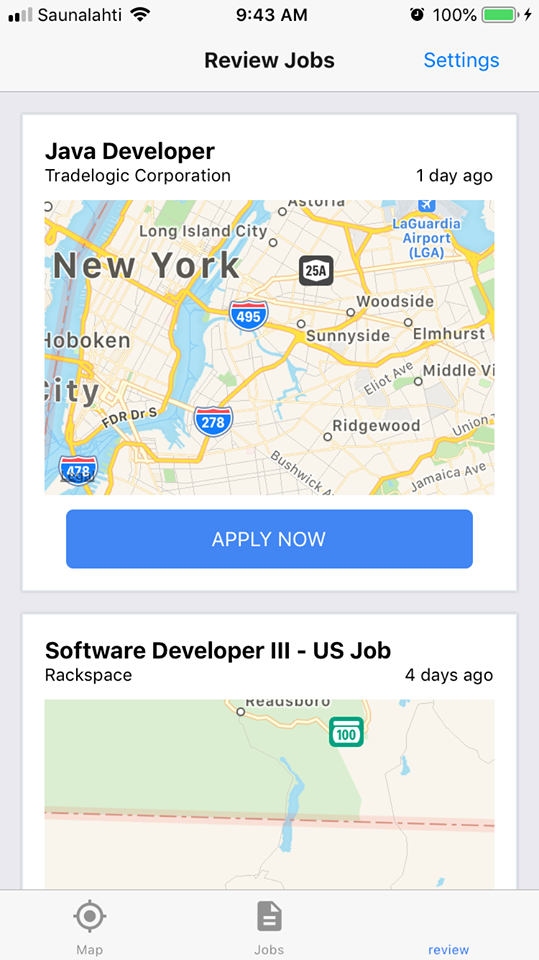 Saunalahti 9:43 AM 100%
Review Jobs Settings
Java Developer
Tradelogic Corporation 1 day ago
Astoria
Long Island City
LaGuardia
Airport
(LGA)
New York
25A
Woodside
495
Sunnyside
Elmhurst
Hoboken
City
Eliot Ave
Middle Vi
FDR Dr S
278
Ridgewood
Union T
Bushwick Av
Jamaica Ave
478
Legal
APPLY NOW
Software Developer III - US Job
Rackspace 4 days ago
Readsboro
100
Map Jobs review